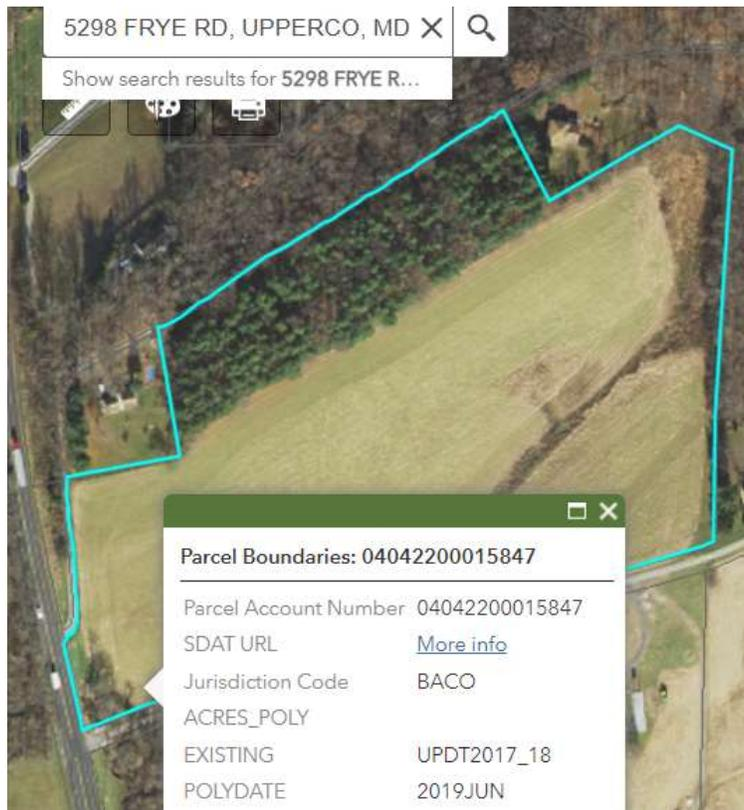 5298 FRYE RD, UPPERCO, MD
Show search results for 5298 FRYE R...
Parcel Boundaries: 04042200015847
Parcel Account Number 04042200015847
SDAT URL More info
Jurisdiction Code BACO
ACRES_POLY
EXISTING UPDT2017_18
POLYDATE 2019JUN